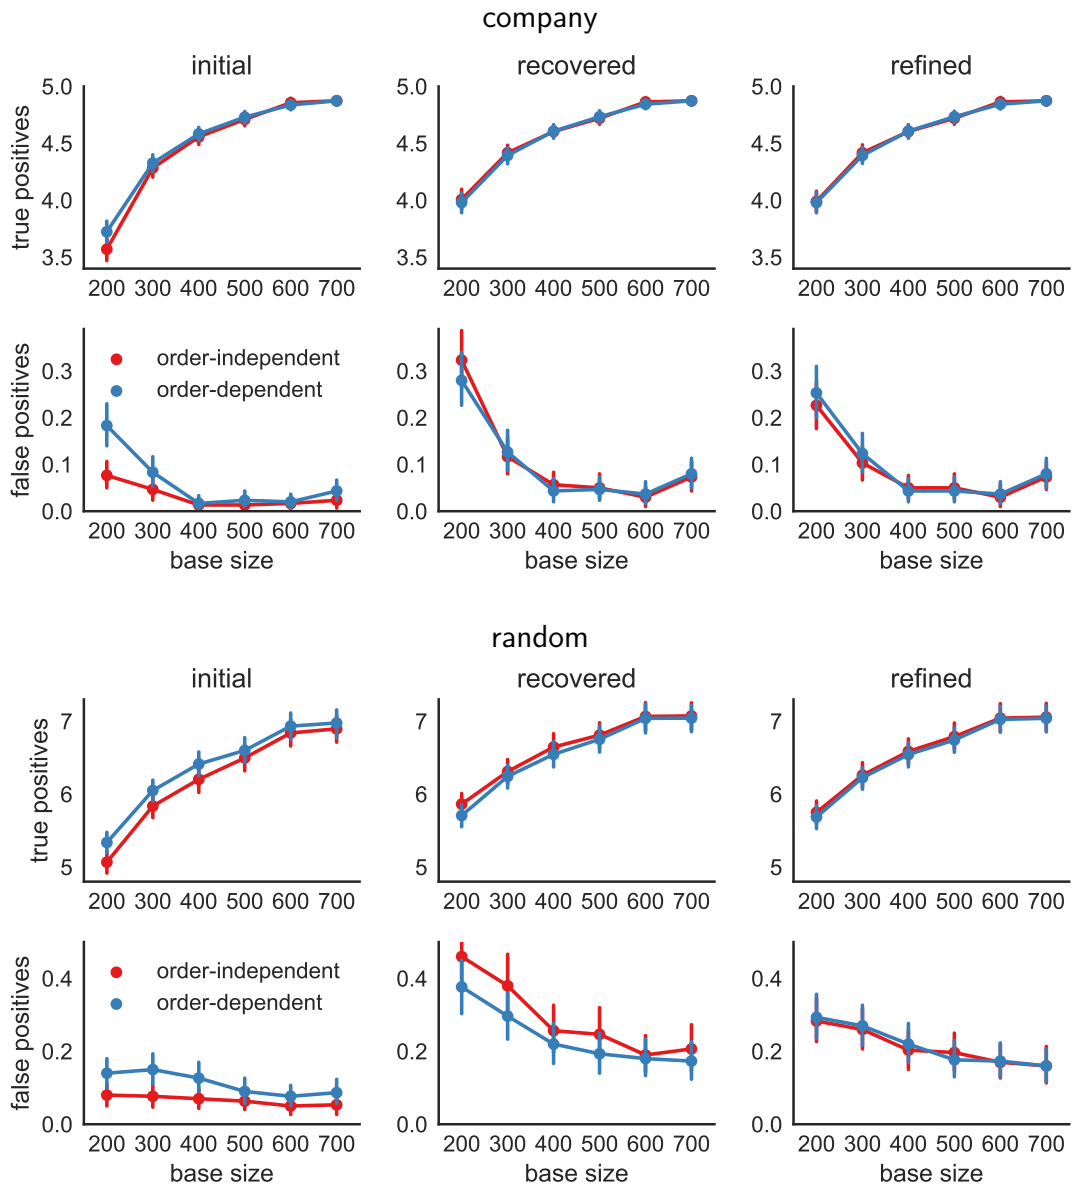 company
initial recovered refined
true positives
5.0 4.5 4.0 3.5
5.0 4.5 4.0 3.5
5.0 4.5 4.0 3.5
200 300 400 500 600 700
200 300 400 500 600 700
200 300 400 500 600 700
false positives
order-independent
order-dependent
0.3 0.2 0.1 0.0
0.3 0.2 0.1 0.0
0.3 0.2 0.1 0.0
200 300 400 500 600 700
200 300 400 500 600 700
200 300 400 500 600 700
base size base size base size
random
initial recovered refined
true positives
7 6 5
7 6 5
7 6 5
200 300 400 500 600 700
200 300 400 500 600 700
200 300 400 500 600 700
false positives
order-independent
order-dependent
0.4 0.2 0.0
0.4 0.2 0.0
0.4 0.2 0.0
200 300 400 500 600 700
200 300 400 500 600 700
200 300 400 500 600 700
base size base size base size